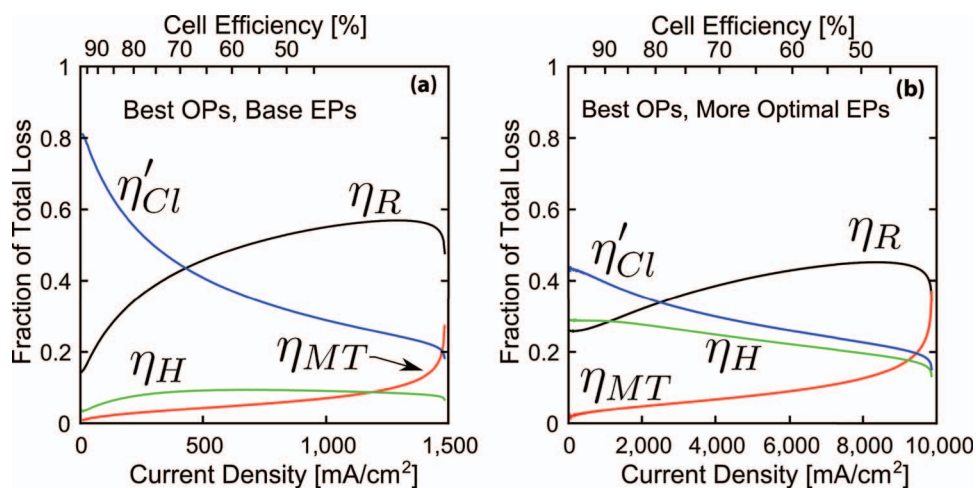 Cell Efficiency [%]
90 80 70 60 50
1
(a)
Best OPs, Base EPs
0.8
0.6
0.4
0.2
0
Fraction of Total Loss
η′Cl
ηR
ηH
ηMT
0 500 1,000 1,500
Current Density [mA/cm²]
Cell Efficiency [%]
90 80 70 60 50
1
(b)
Best OPs, More Optimal EPs
0.8
0.6
0.4
0.2
0
Fraction of Total Loss
ηR
η′Cl
ηH
ηMT
0 2,000 4,000 6,000 8,000 10,000
Current Density [mA/cm²]